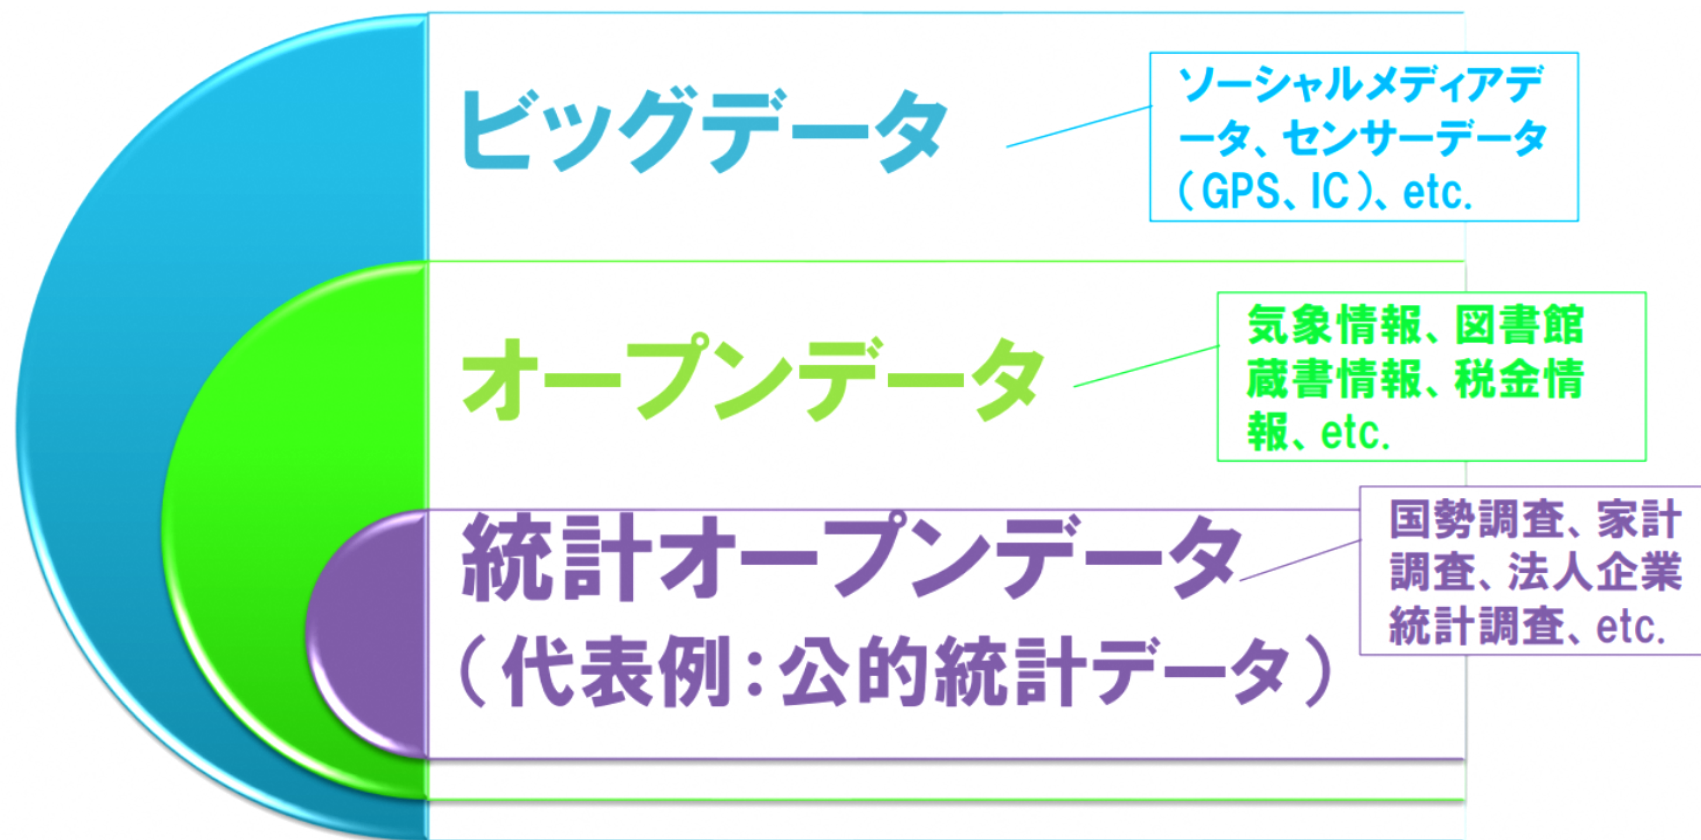 ビッグデータ
ソーシャルメディアデ
ータ、センサーデータ
（GPS、IC）、etc.
オープンデータ
気象情報、図書館
蔵書情報、税金情
報、etc.
統計オープンデータ
（代表例：公的統計データ）
国勢調査、家計
調査、法人企業
統計調査、etc.